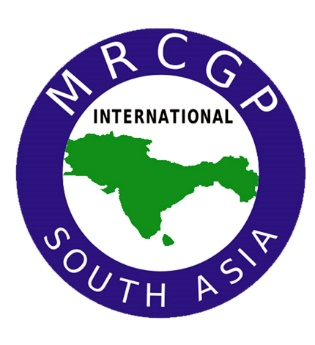 MRCGP
INTERNATIONAL
SOUTH ASIA